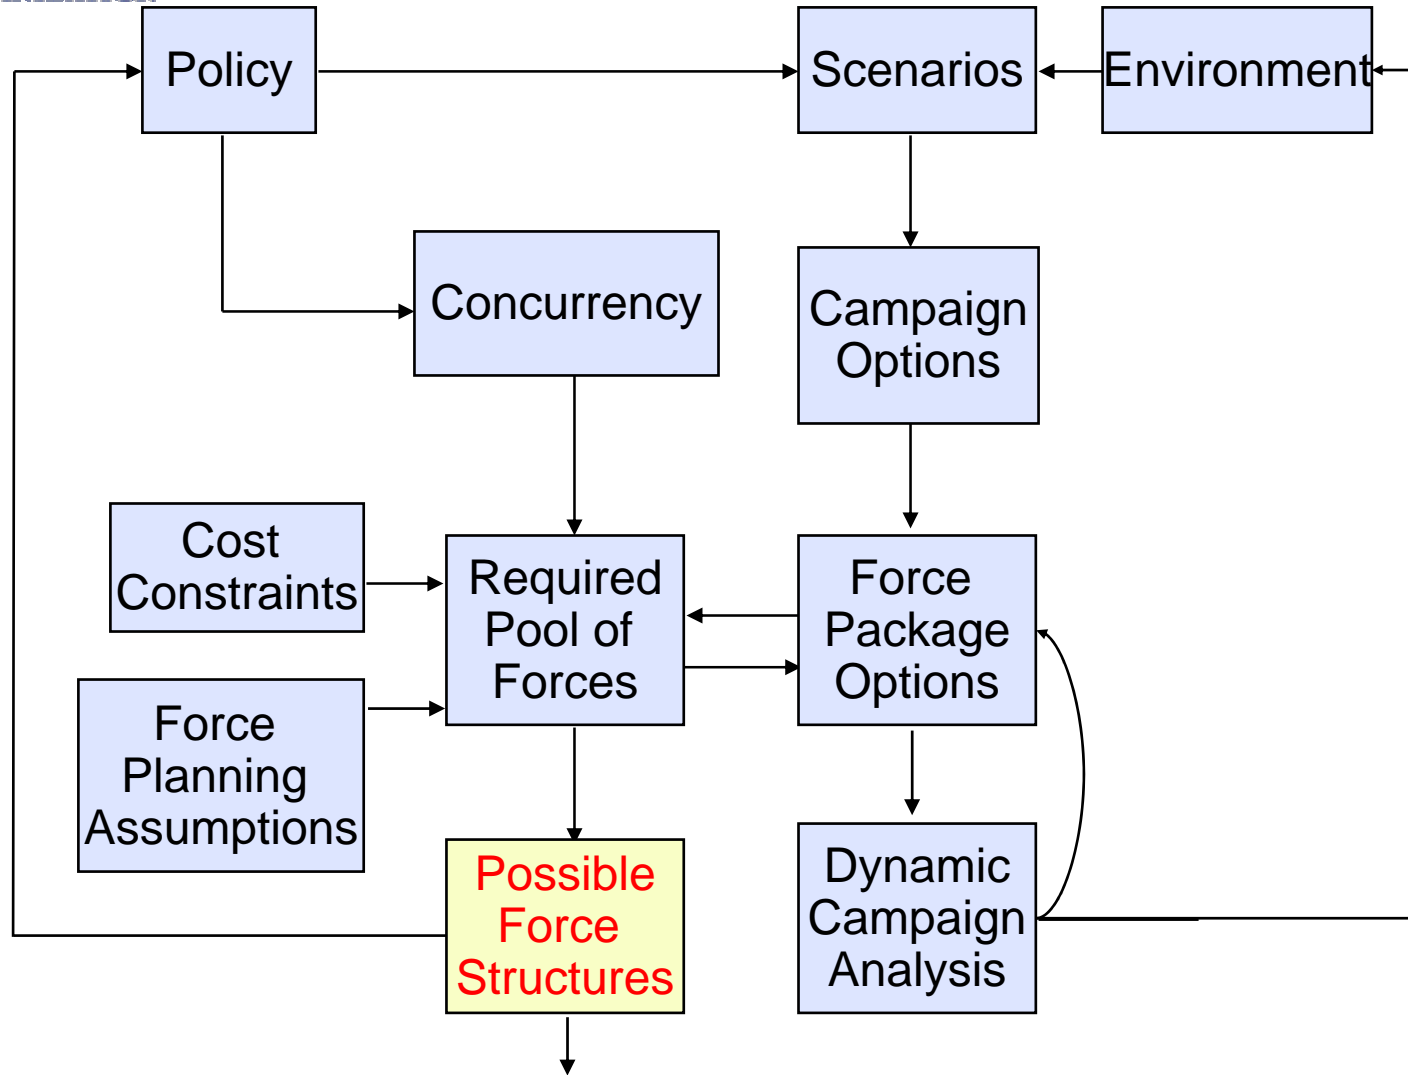 Policy
Scenarios
Environment
Concurrency
Campaign
Options
Cost
Constraints
Required
Pool of
Forces
Force
Package
Options
Force
Planning
Assumptions
Possible
Force
Structures
Dynamic
Campaign
Analysis